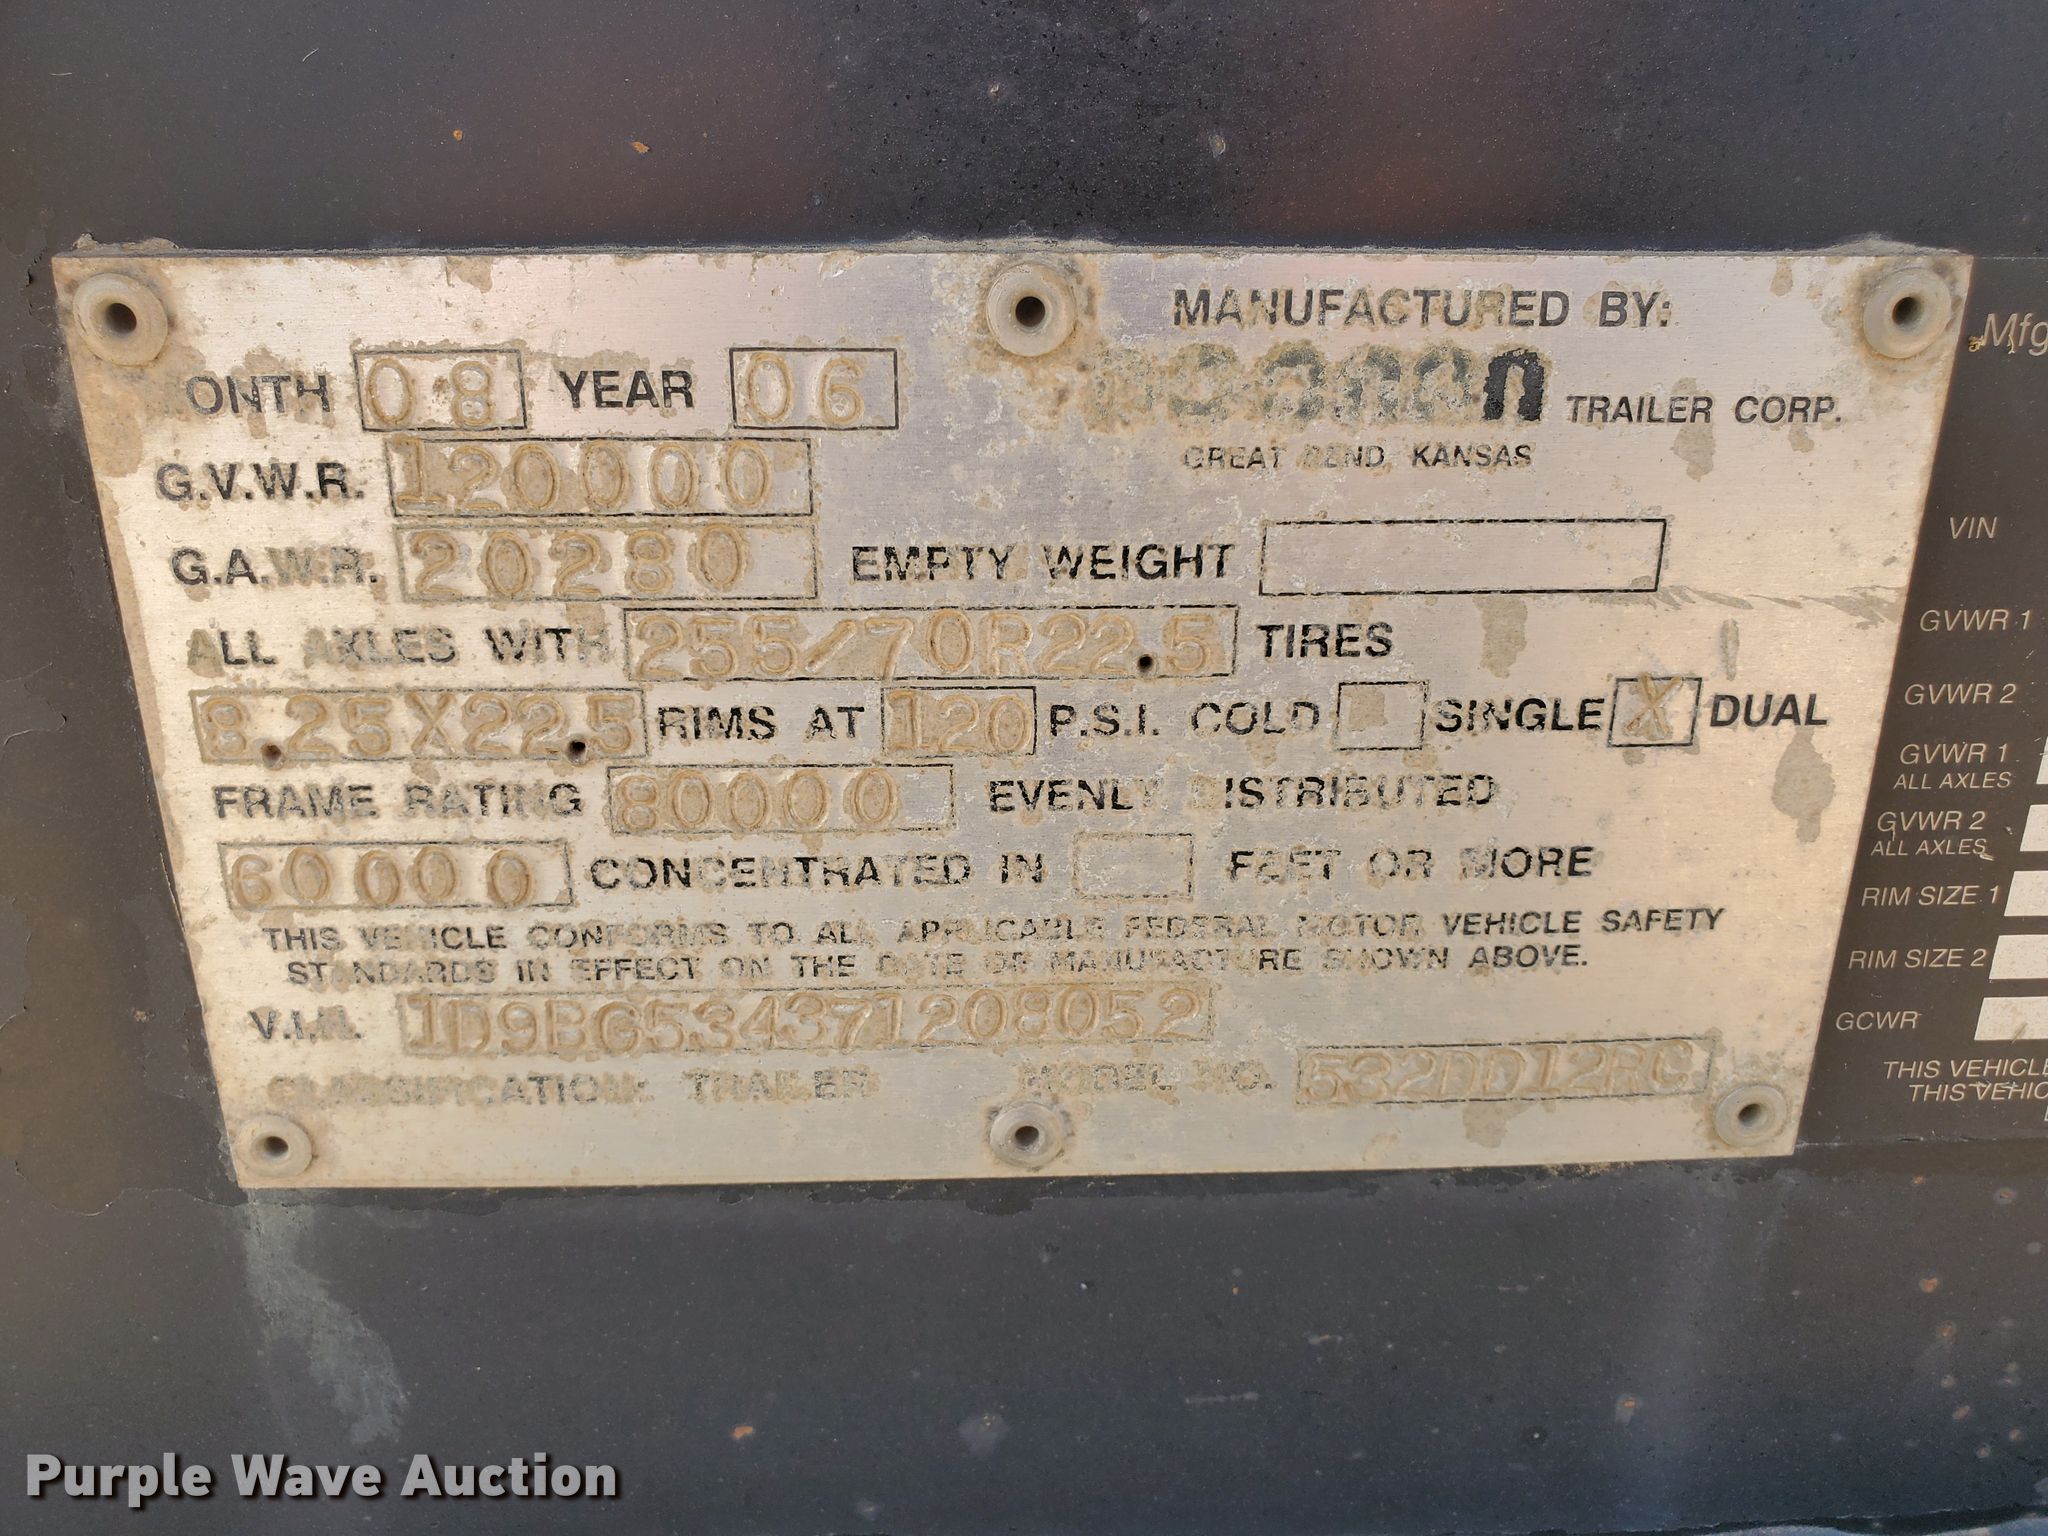 MANUFACTURED BY:
ONTH 08 YEAR 06
TRAILER CORP.
GREAT BEND, KANSAS
G.V.W.R. 120000
G.A.W.R. 20280 EMPTY WEIGHT
ALL AXLES WITH 255/70R22.5 TIRES
8.25X22.5 RIMS AT 120 P.S.I. COLD SINGLE X DUAL
FRAME RATING 80000 EVENLY DISTRIBUTED
60000 CONCENTRATED IN FEET OR MORE
THIS VEHICLE CONFORMS TO ALL APPLICABLE FEDERAL MOTOR VEHICLE SAFETY
STANDARDS IN EFFECT ON THE DATE OF MANUFACTURE SHOWN ABOVE.
V.I.N. 1D9BG534371208052
CLASSIFICATION: TRAILER MODEL NO. 532DD12RC
Mfg
VIN
GVWR 1
GVWR 2
GVWR 1
ALL AXLES
GVWR 2
ALL AXLES
RIM SIZE 1
RIM SIZE 2
GCWR
THIS VEHICLE
THIS VEHIC
Purple Wave Auction